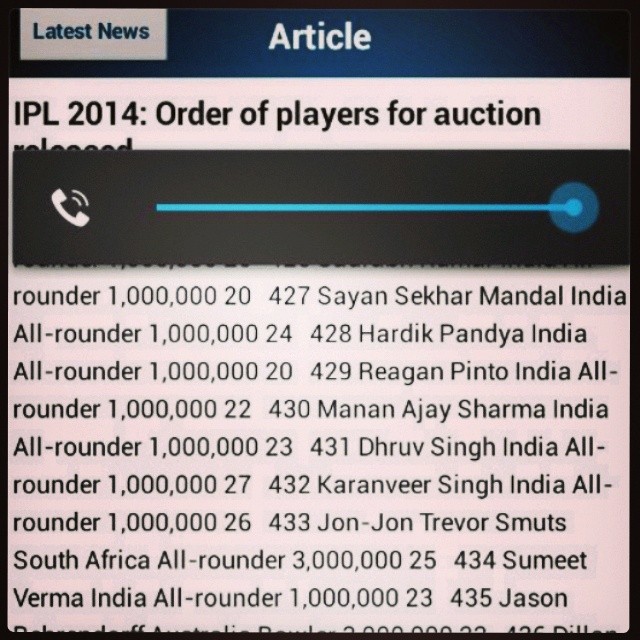 Latest News
Article
IPL 2014: Order of players for auction
released
rounder 1,000,000 20 427 Sayan Sekhar Mandal India
All-rounder 1,000,000 24 428 Hardik Pandya India
All-rounder 1,000,000 20 429 Reagan Pinto India All-
rounder 1,000,000 22 430 Manan Ajay Sharma India
All-rounder 1,000,000 23 431 Dhruv Singh India All-
rounder 1,000,000 27 432 Karanveer Singh India All-
rounder 1,000,000 26 433 Jon-Jon Trevor Smuts
South Africa All-rounder 3,000,000 25 434 Sumeet
Verma India All-rounder 1,000,000 23 435 Jason
Behrendorff Australia Bowler